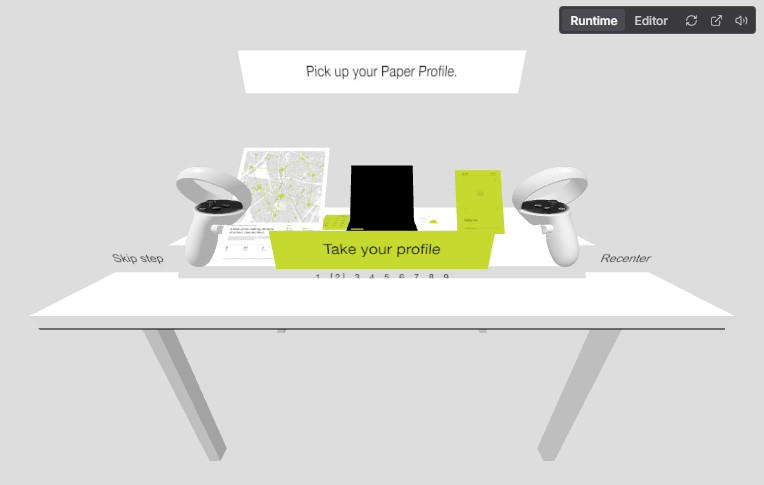 Runtime Editor
Pick up your Paper Profile.
Take your profile
Skip step
Recenter
1 [2] 3 4 5 6 7 8 9